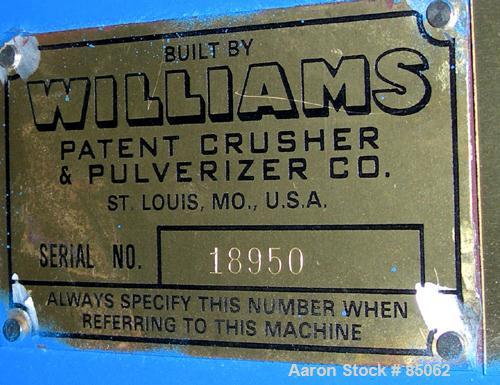 BUILT BY
WILLIAMS
PATENT CRUSHER
& PULVERIZER CO.
ST. LOUIS, MO., U.S.A.
SERIAL NO. 18950
ALWAYS SPECIFY THIS NUMBER WHEN
REFERRING TO THIS MACHINE
Aaron Stock # 85062